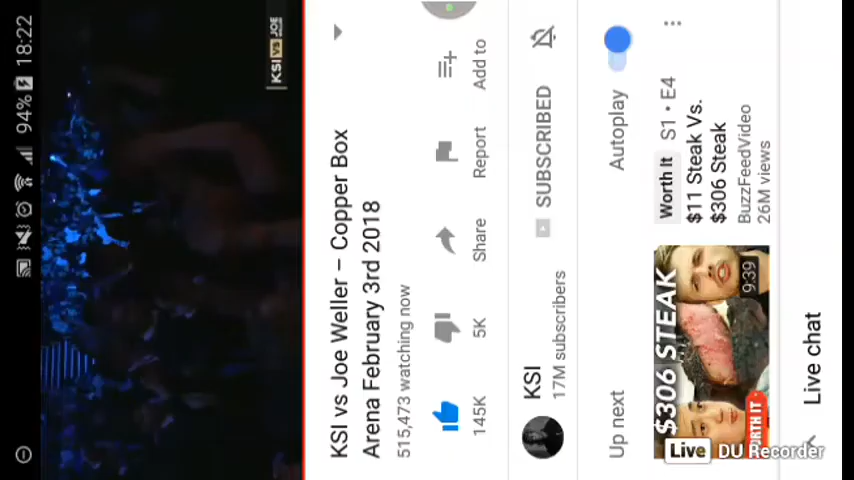 94% 18:22
KSI VS JOE
KSI vs Joe Weller – Copper Box
Arena February 3rd 2018
515,473 watching now
145K 5K Share Report Add to
KSI
17M subscribers
SUBSCRIBED
Up next Autoplay
$306 STEAK
WORTH IT
9:39
Worth It S1 • E4
$11 Steak Vs.
$306 Steak
BuzzFeedVideo
26M views
Live chat
Live DU Recorder